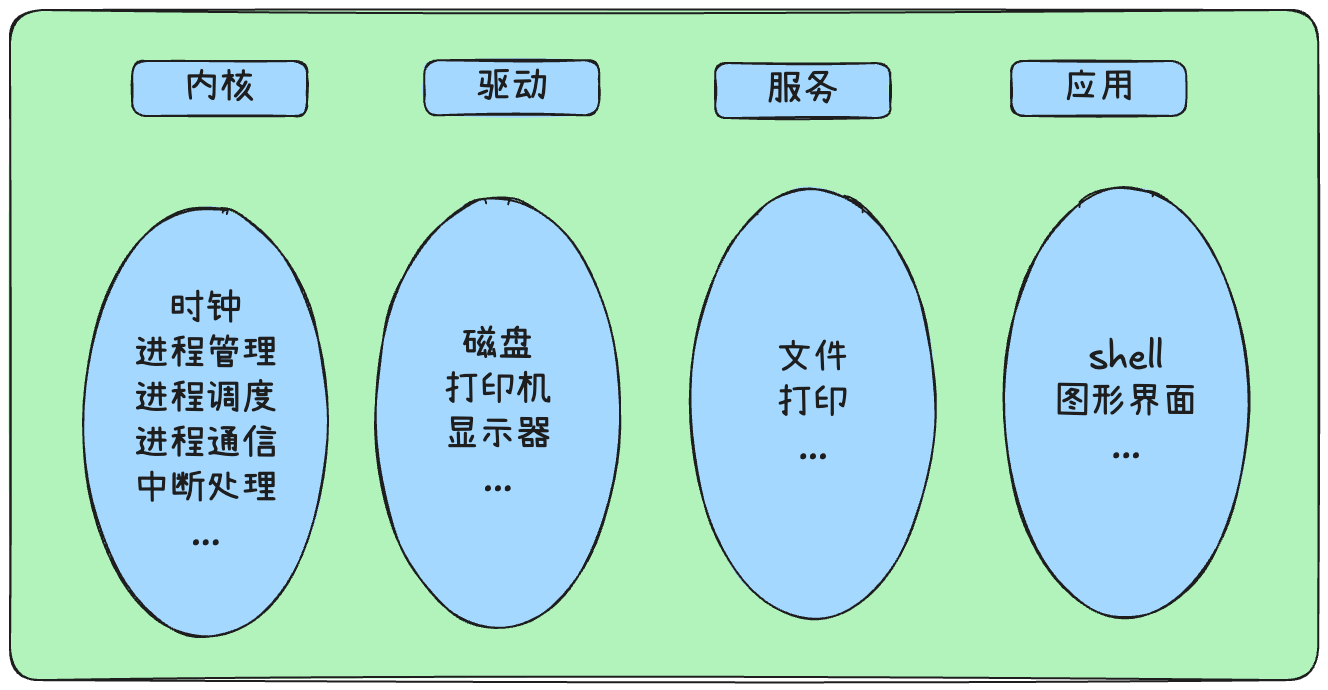 内核
驱动
服务
应用
时钟
进程管理
进程调度
进程通信
中断处理
...
磁盘
打印机
显示器
...
文件
打印
...
shell
图形界面
...